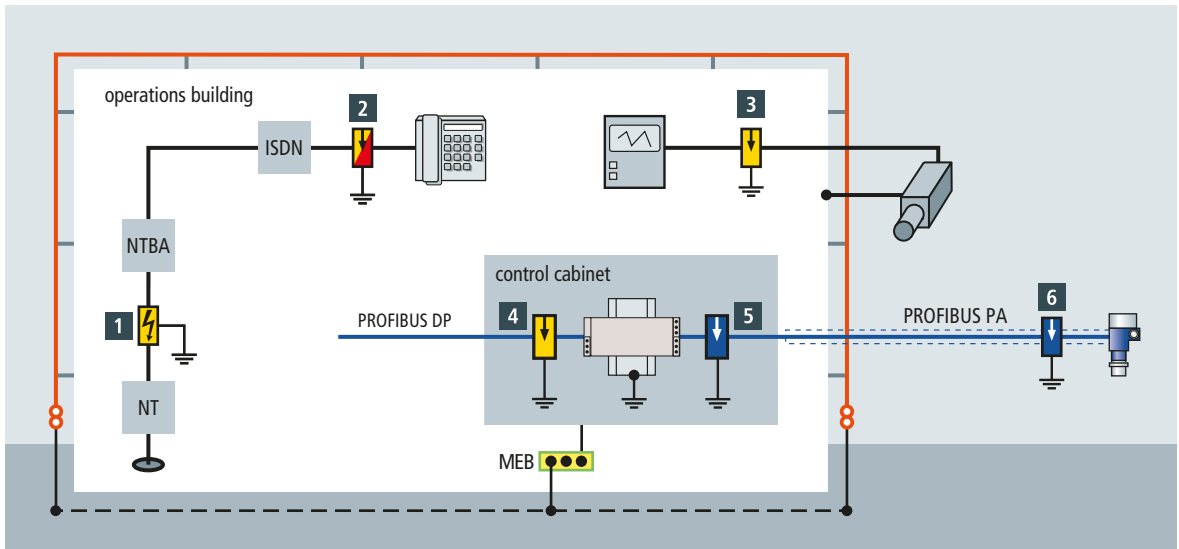 operations building
2
3
ISDN
NTBA
control cabinet
1
PROFIBUS DP
4
5
PROFIBUS PA
6
NT
MEB